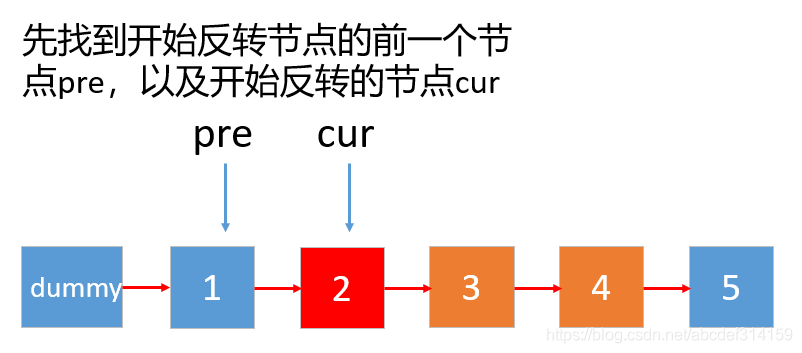 先找到开始反转节点的前一个节
点pre，以及开始反转的节点cur
pre cur
dummy 1 2 3 4 5
https://blog.csdn.net/abcdef314159